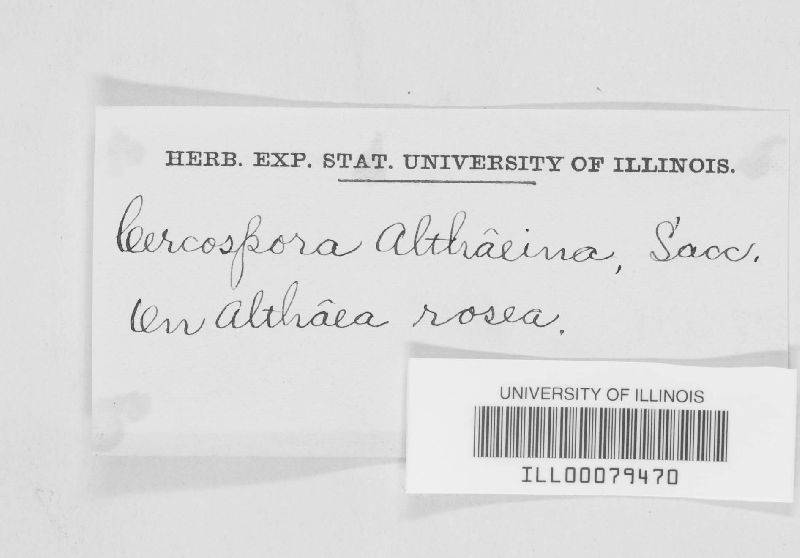 HERB. EXP. STAT. UNIVERSITY OF ILLINOIS.
Cercospora Althâeina, Sacc.
On Althâea rosea.
UNIVERSITY OF ILLINOIS
ILL00079470